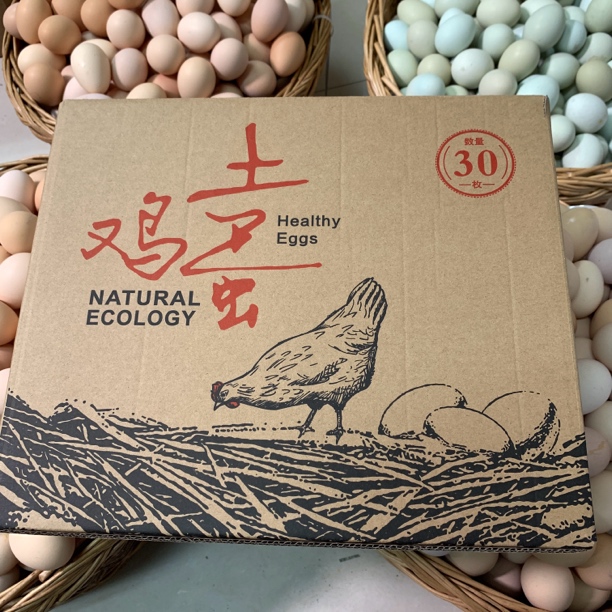 土
鸡蛋
Healthy
Eggs
NATURAL
ECOLOGY
数量
30
枚